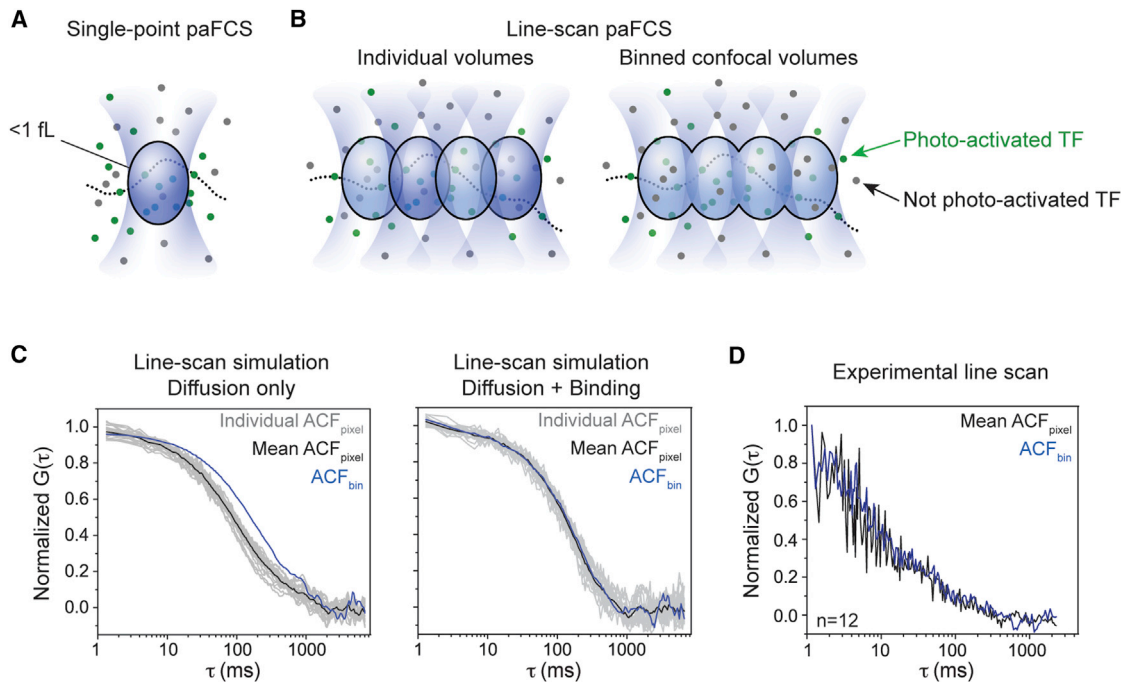 A
Single-point paFCS
<1 fL
B
Line-scan paFCS
Individual volumes
Binned confocal volumes
Photo-activated TF
Not photo-activated TF
C
Line-scan simulation
Diffusion only
Individual ACFpixel
Mean ACFpixel
ACFbin
Normalized G(τ)
1.0
0.8
0.6
0.4
0.2
0.0
1 10 100 1000
τ (ms)
Line-scan simulation
Diffusion + Binding
Individual ACFpixel
Mean ACFpixel
ACFbin
1 10 100 1000
τ (ms)
D
Experimental line scan
Mean ACFpixel
ACFbin
Normalized G(τ)
1.0
0.8
0.6
0.4
0.2
0.0
n=12
1 10 100 1000
τ (ms)